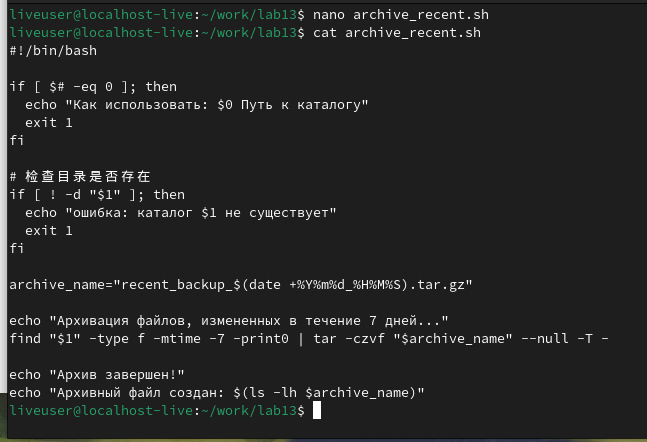 liveuser@localhost-live:~/work/lab13$ nano archive_recent.sh
liveuser@localhost-live:~/work/lab13$ cat archive_recent.sh
#!/bin/bash
if [ $# -eq 0 ]; then
  echo "Как использовать: $0 Путь к каталогу"
  exit 1
fi
# 检查目录是否存在
if [ ! -d "$1" ]; then
  echo "ошибка: каталог $1 не существует"
  exit 1
fi
archive_name="recent_backup_$(date +%Y%m%d_%H%M%S).tar.gz"
echo "Архивация файлов, измененных в течение 7 дней..."
find "$1" -type f -mtime -7 -print0 | tar -czvf "$archive_name" --null -T -
echo "Архив завершен!"
echo "Архивный файл создан: $(ls -lh $archive_name)"
liveuser@localhost-live:~/work/lab13$